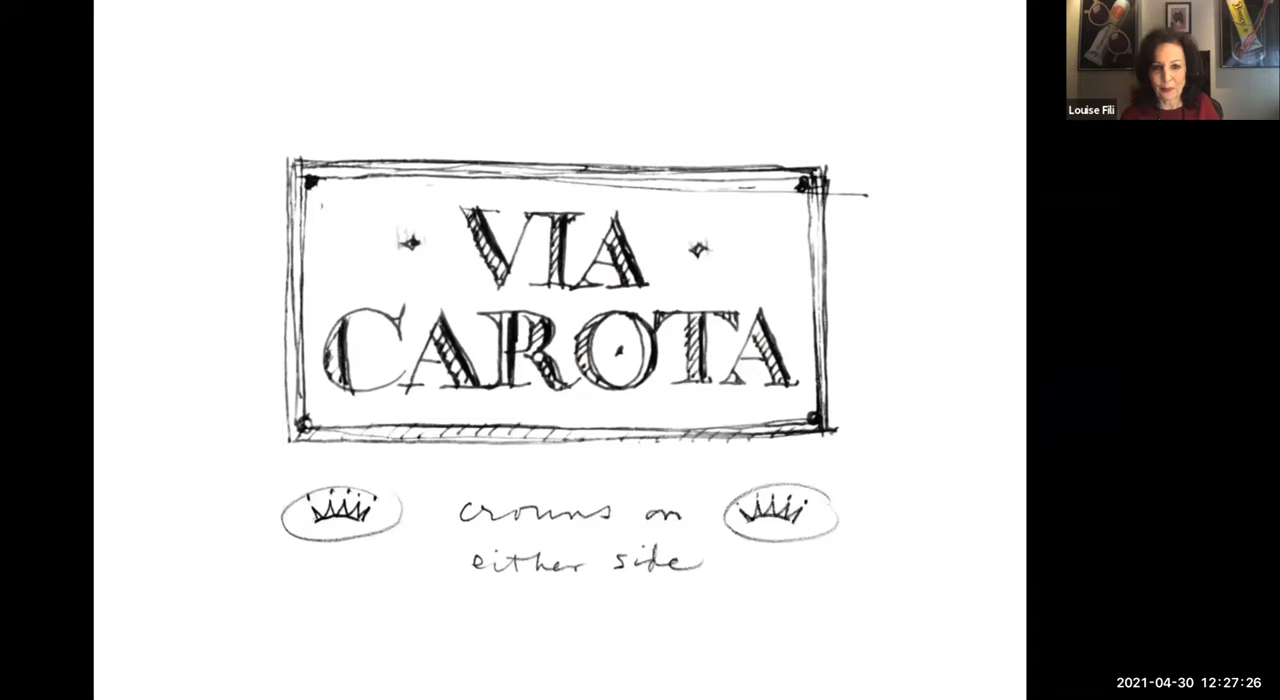 Louise Fili
VIA
CAROTA
crowns on
either side
2021-04-30 12:27:26